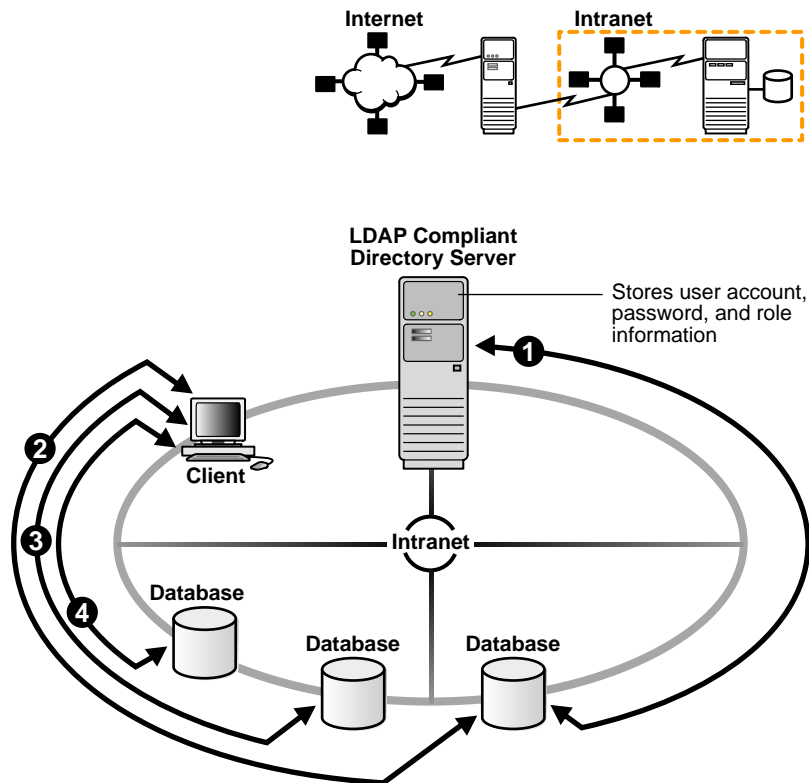 Internet
Intranet
LDAP Compliant
Directory Server
Stores user account,
password, and role
information
1
2
Client
3
Intranet
Database
4
Database
Database